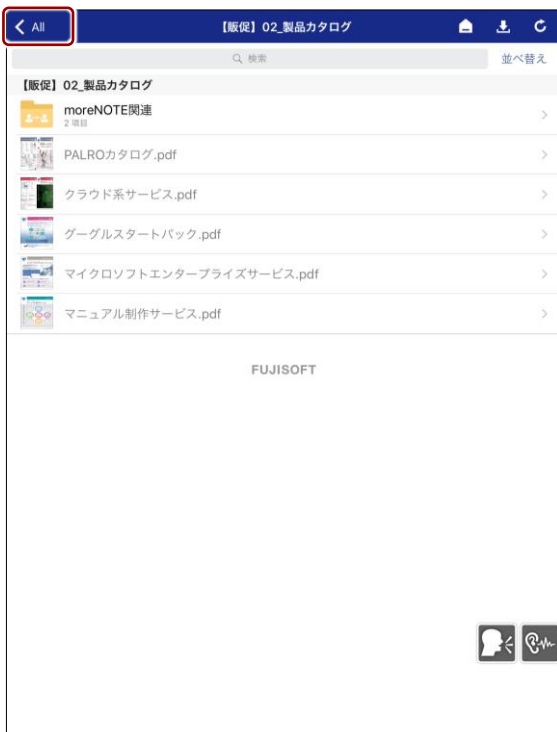 All
【販促】02_製品カタログ
検索
並べ替え
【販促】02_製品カタログ
moreNOTE関連
2 項目
PALROカタログ.pdf
クラウド系サービス.pdf
グーグルスタートパック.pdf
マイクロソフトエンタープライズサービス.pdf
マニュアル制作サービス.pdf
FUJISOFT